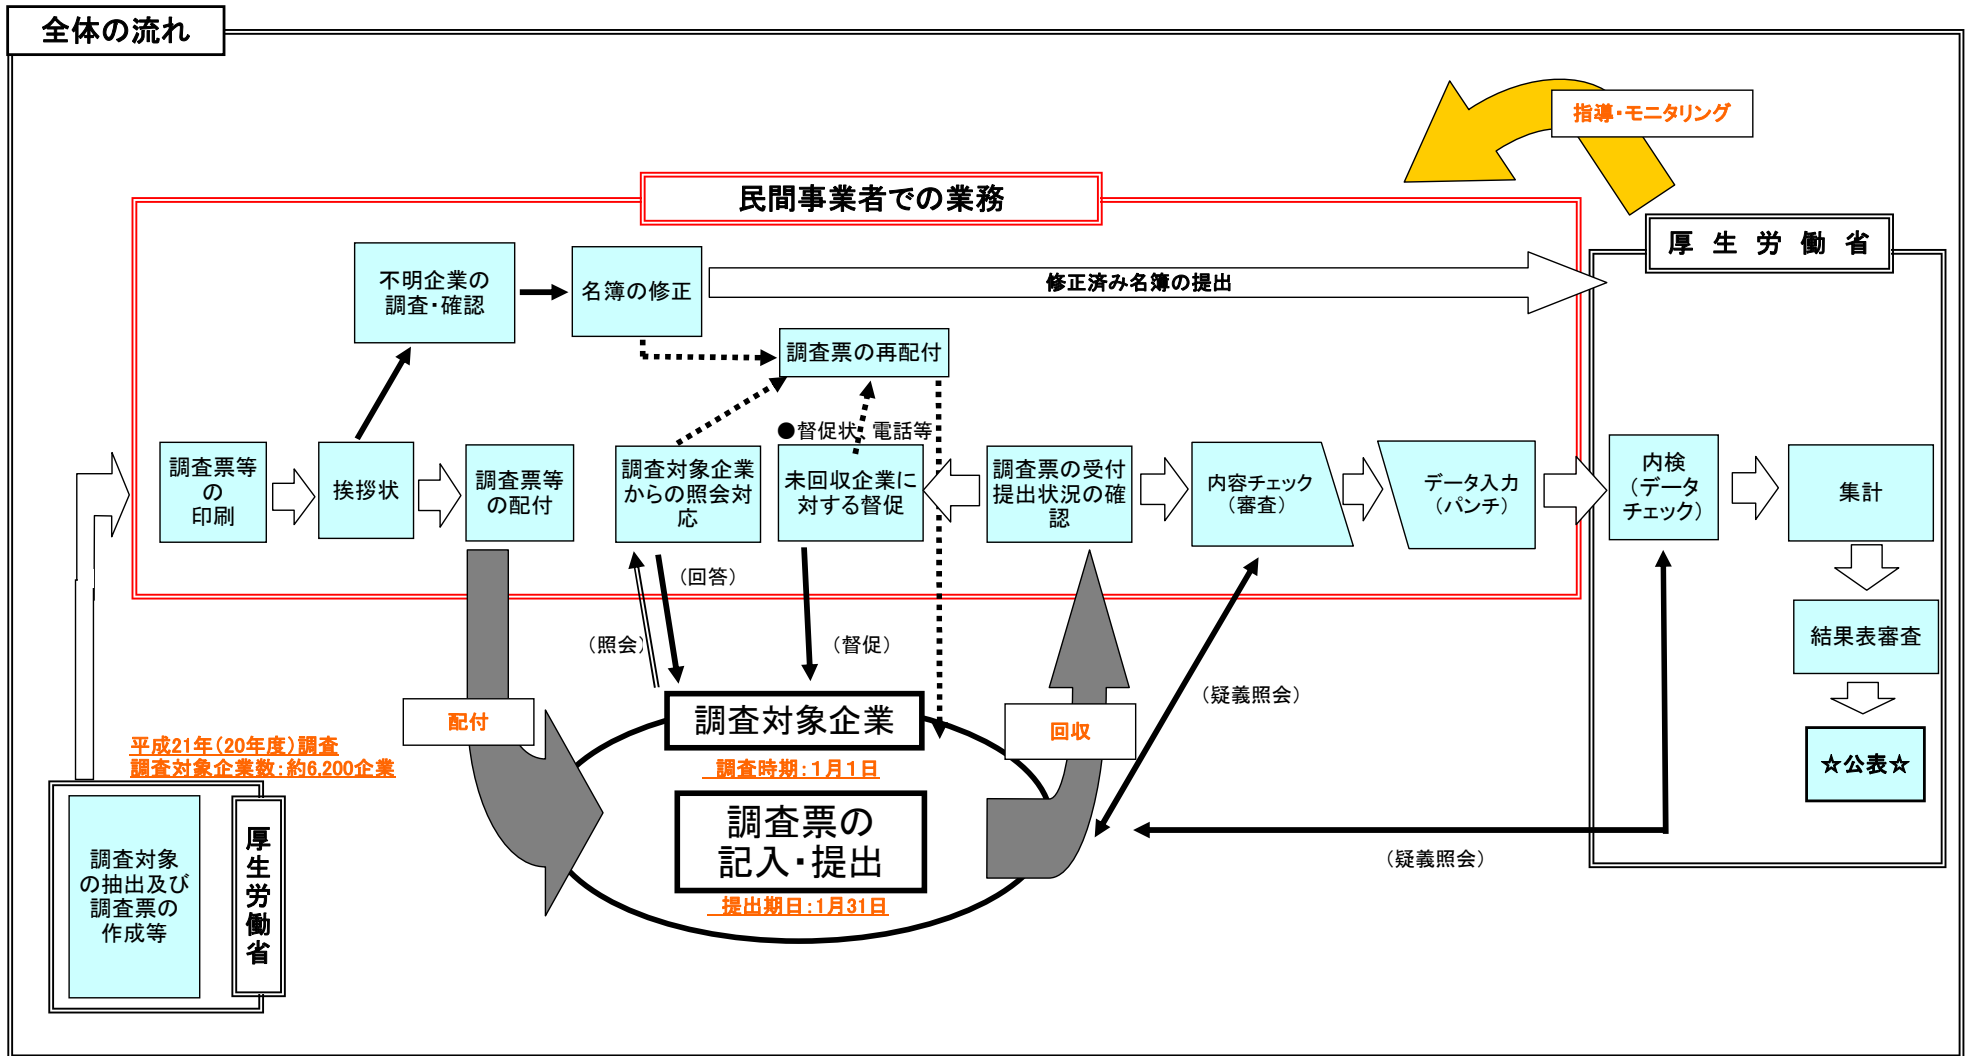 全体の流れ
指導・モニタリング
民間事業者での業務
厚生労働省
不明企業の
調査・確認
名簿の修正
修正済み名簿の提出
調査票の再配付
●督促状、電話等
調査票等
の
印刷
挨拶状
調査票等
の配付
調査対象企業
からの照会対
応
未回収企業に
対する督促
調査票の受付
提出状況の確
認
内容チェック
（審査）
データ入力
（パンチ）
内検
（データ
チェック）
集計
（回答）
（照会）
（督促）
（疑義照会）
結果表審査
配付
調査対象企業
回収
平成21年（20年度）調査
調査対象企業数：約6,200企業
調査時期：1月1日
☆公表☆
調査票の
記入・提出
（疑義照会）
提出期日：1月31日
調査対象
の抽出及び
調査票の
作成等
厚生労働省